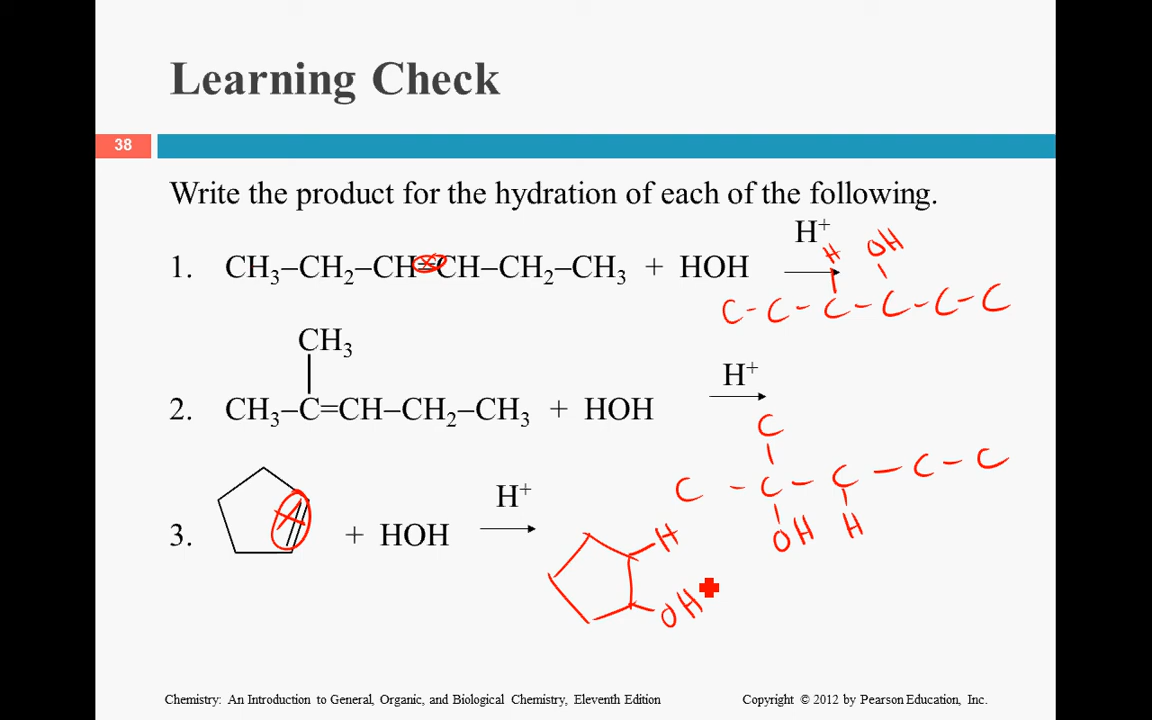 Learning Check
38
Write the product for the hydration of each of the following.
H⁺
H OH
1. CH₃–CH₂–CH=CH–CH₂–CH₃ + HOH
C-C-C-C-C-C
CH₃
H⁺
2. CH₃–C=CH–CH₂–CH₃ + HOH
C
C-C-C-C-C
OH H
H⁺
3. + HOH
H
OH
Chemistry: An Introduction to General, Organic, and Biological Chemistry, Eleventh Edition
Copyright © 2012 by Pearson Education, Inc.